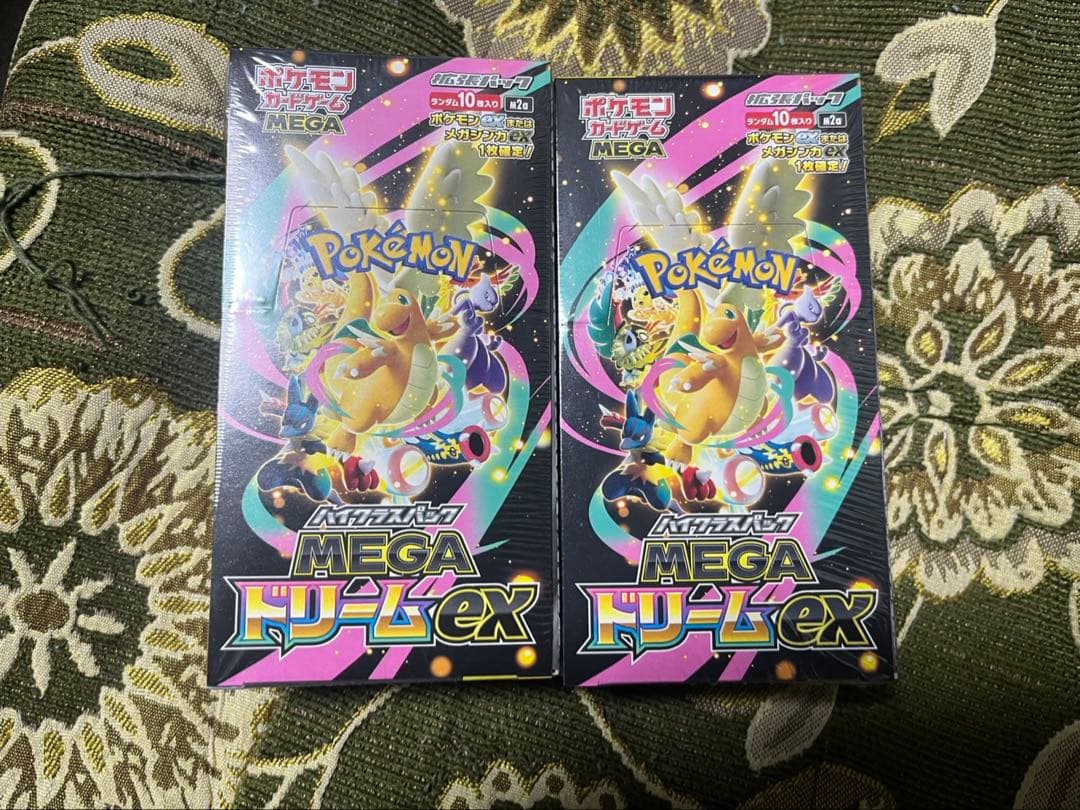 ポケモン
カードゲーム
MEGA
拡張パック
ランダム10枚入り M2a
ポケモンexまたは
メガシンカex
1枚確定!
POKéMON
ハイクラスパック
MEGA
ドリームex
ポケモン
カードゲーム
MEGA
拡張パック
ランダム10枚入り M2a
ポケモンexまたは
メガシンカex
1枚確定!
POKéMON
ハイクラスパック
MEGA
ドリームex